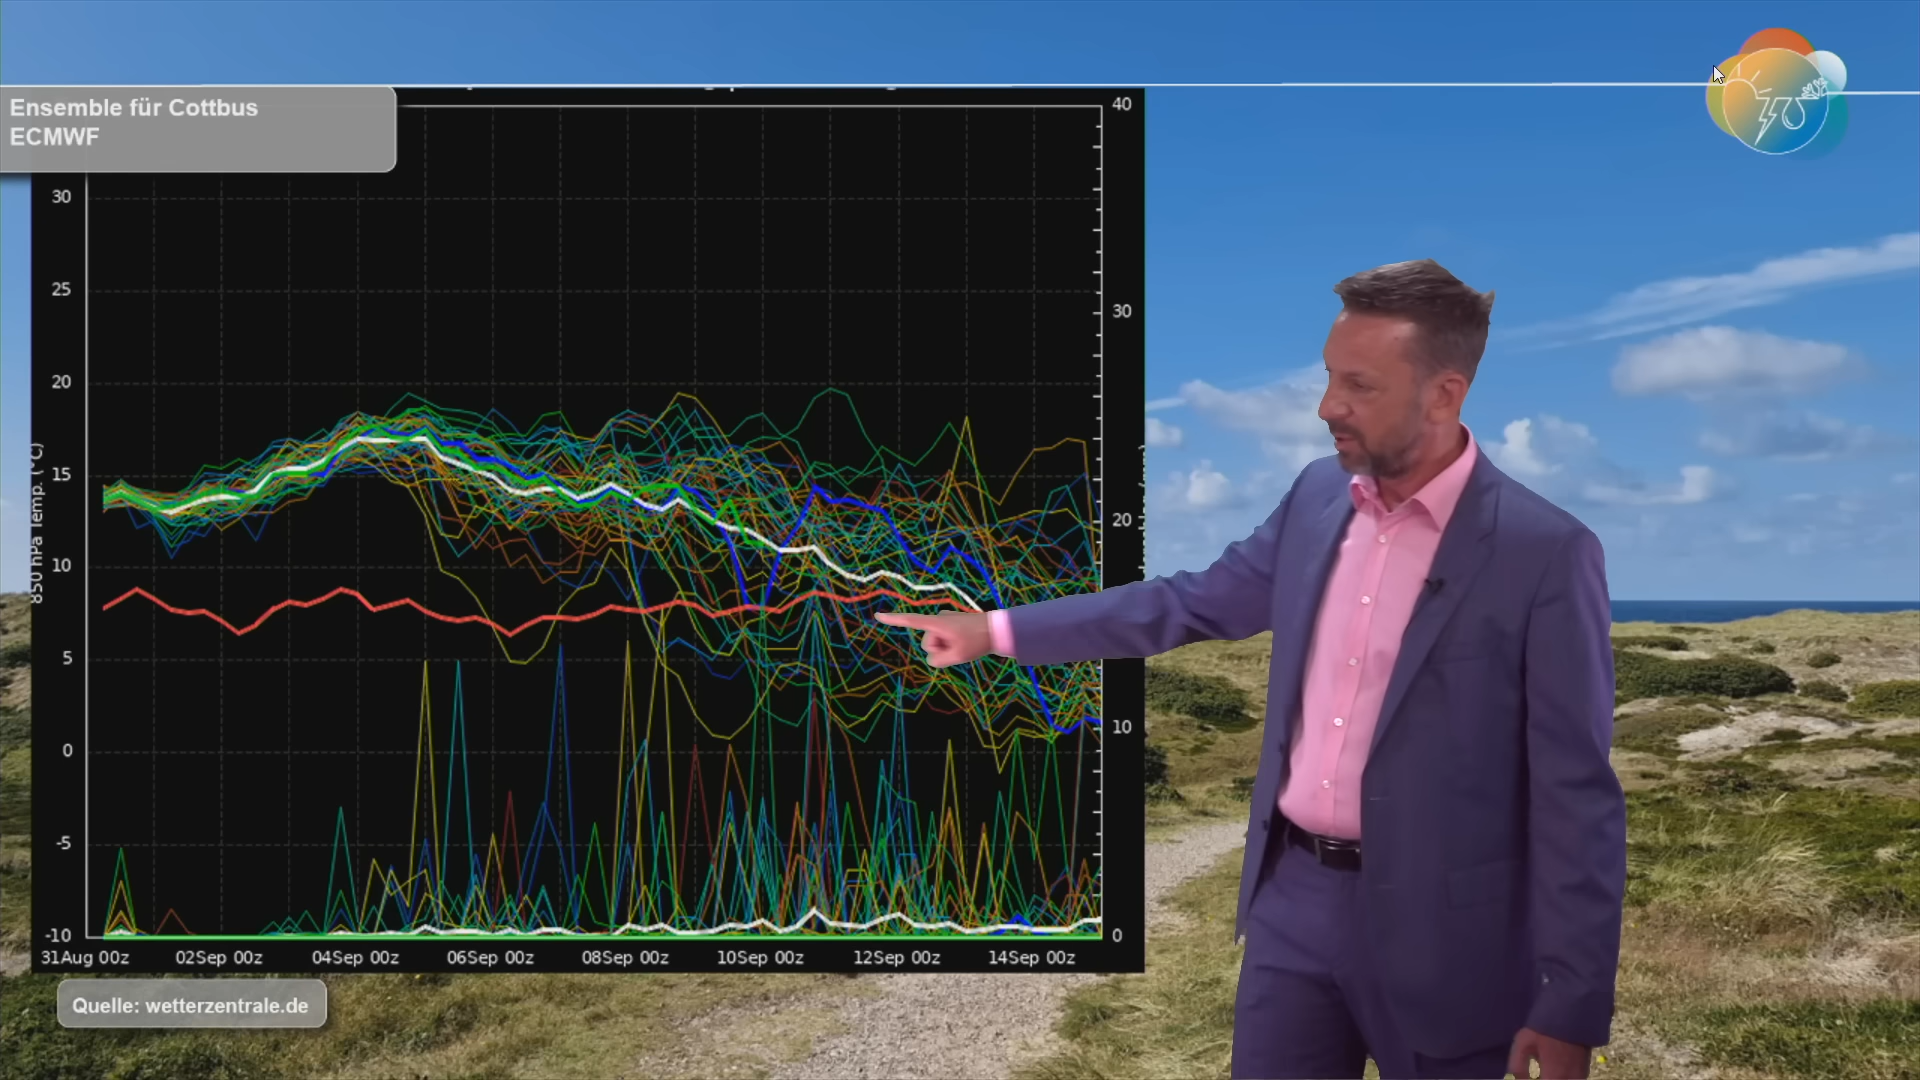 Ensemble für Cottbus
ECMWF
40
30
25
20
15
10
5
0
-5
-10
30
20
10
0
850 hPa Temp. (°C)
31Aug 00z 02Sep 00z 04Sep 00z 06Sep 00z 08Sep 00z 10Sep 00z 12Sep 00z 14Sep 00z
Quelle: wetterzentrale.de